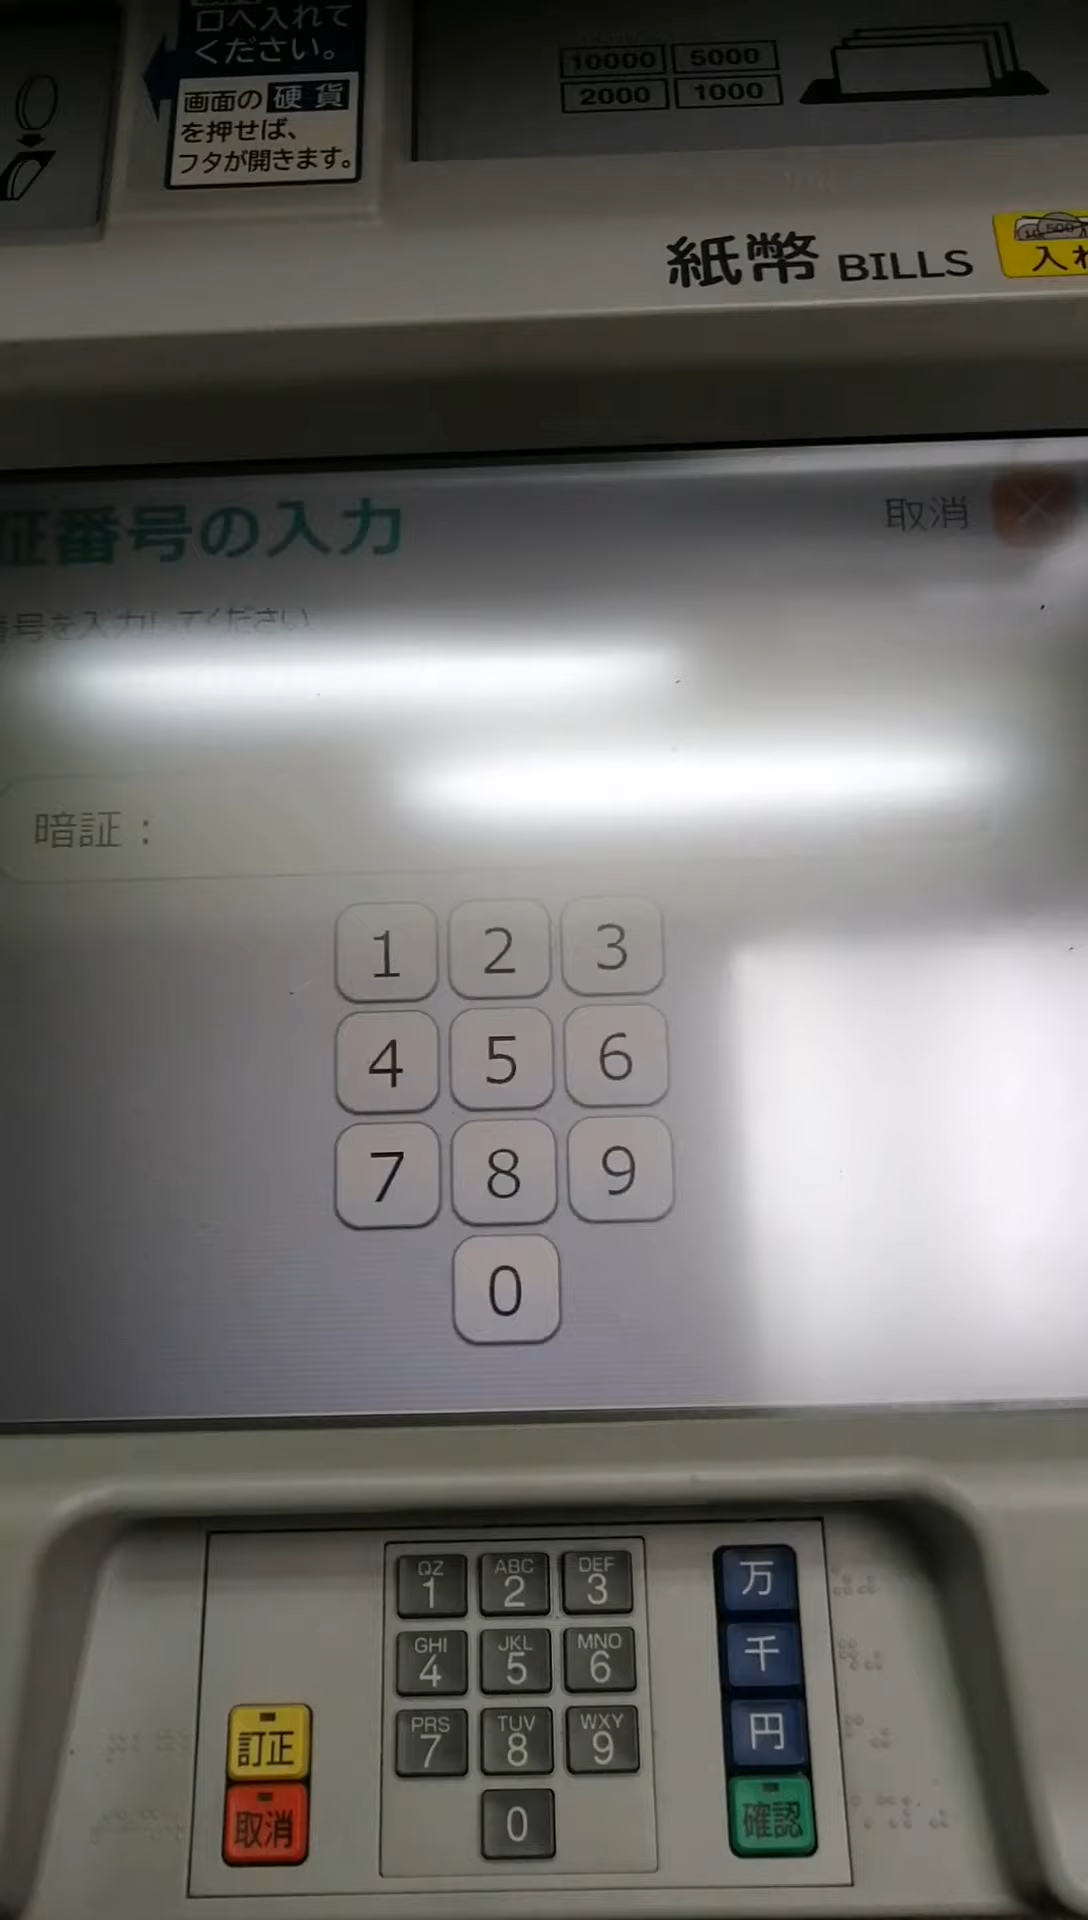 口へ入れて
ください。
画面の硬貨
を押せば、
フタが開きます。
10000 5000
2000 1000
紙幣 BILLS
500
入れ
証番号の入力
取消
番号を入力してください
暗証：
1 2 3
4 5 6
7 8 9
0
QZ ABC DEF
1 2 3
GHI JKL MNO
4 5 6
PRS TUV WXY
7 8 9
0
万
千
円
確認
訂正
取消